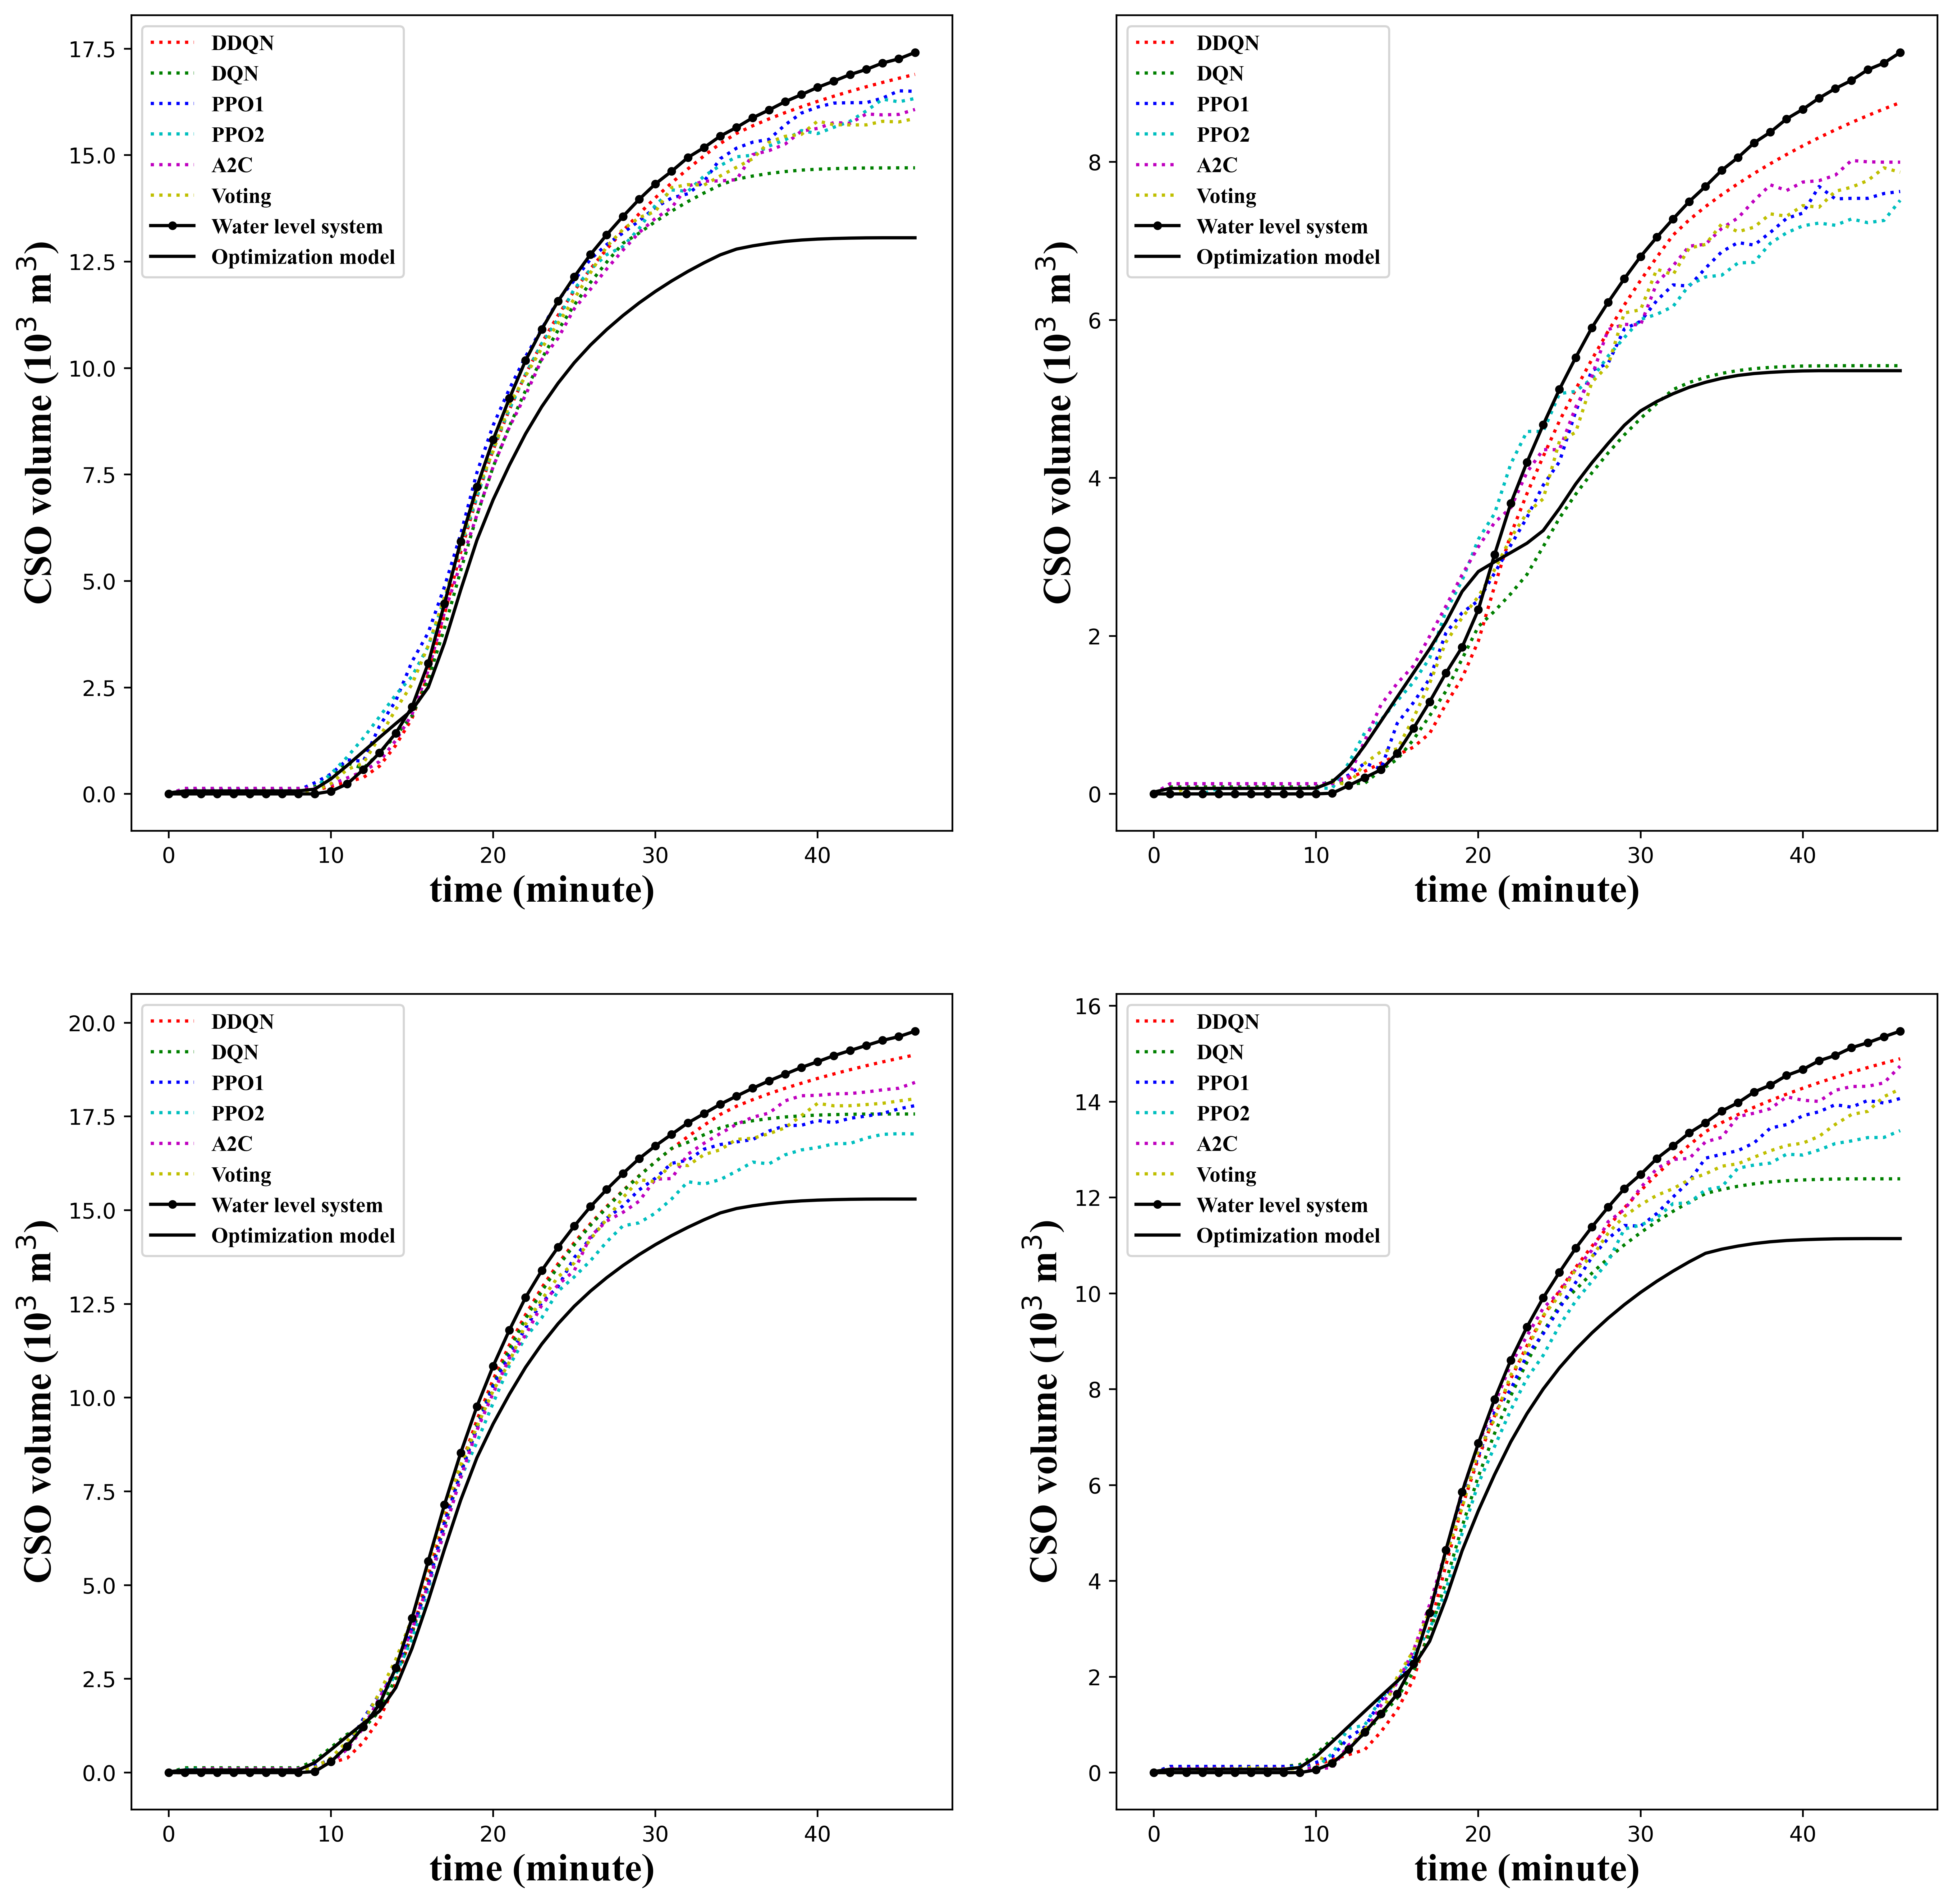 17.5
15.0
12.5
10.0
7.5
5.0
2.5
0.0
CSO volume (10³ m³)
DDQN
DQN
PPO1
PPO2
A2C
Voting
Water level system
Optimization model
0 10 20 30 40
time (minute)
8
6
4
2
0
CSO volume (10³ m³)
DDQN
DQN
PPO1
PPO2
A2C
Voting
Water level system
Optimization model
0 10 20 30 40
time (minute)
20.0
17.5
15.0
12.5
10.0
7.5
5.0
2.5
0.0
CSO volume (10³ m³)
DDQN
DQN
PPO1
PPO2
A2C
Voting
Water level system
Optimization model
0 10 20 30 40
time (minute)
16
14
12
10
8
6
4
2
0
CSO volume (10³ m³)
DDQN
DQN
PPO1
PPO2
A2C
Voting
Water level system
Optimization model
0 10 20 30 40
time (minute)